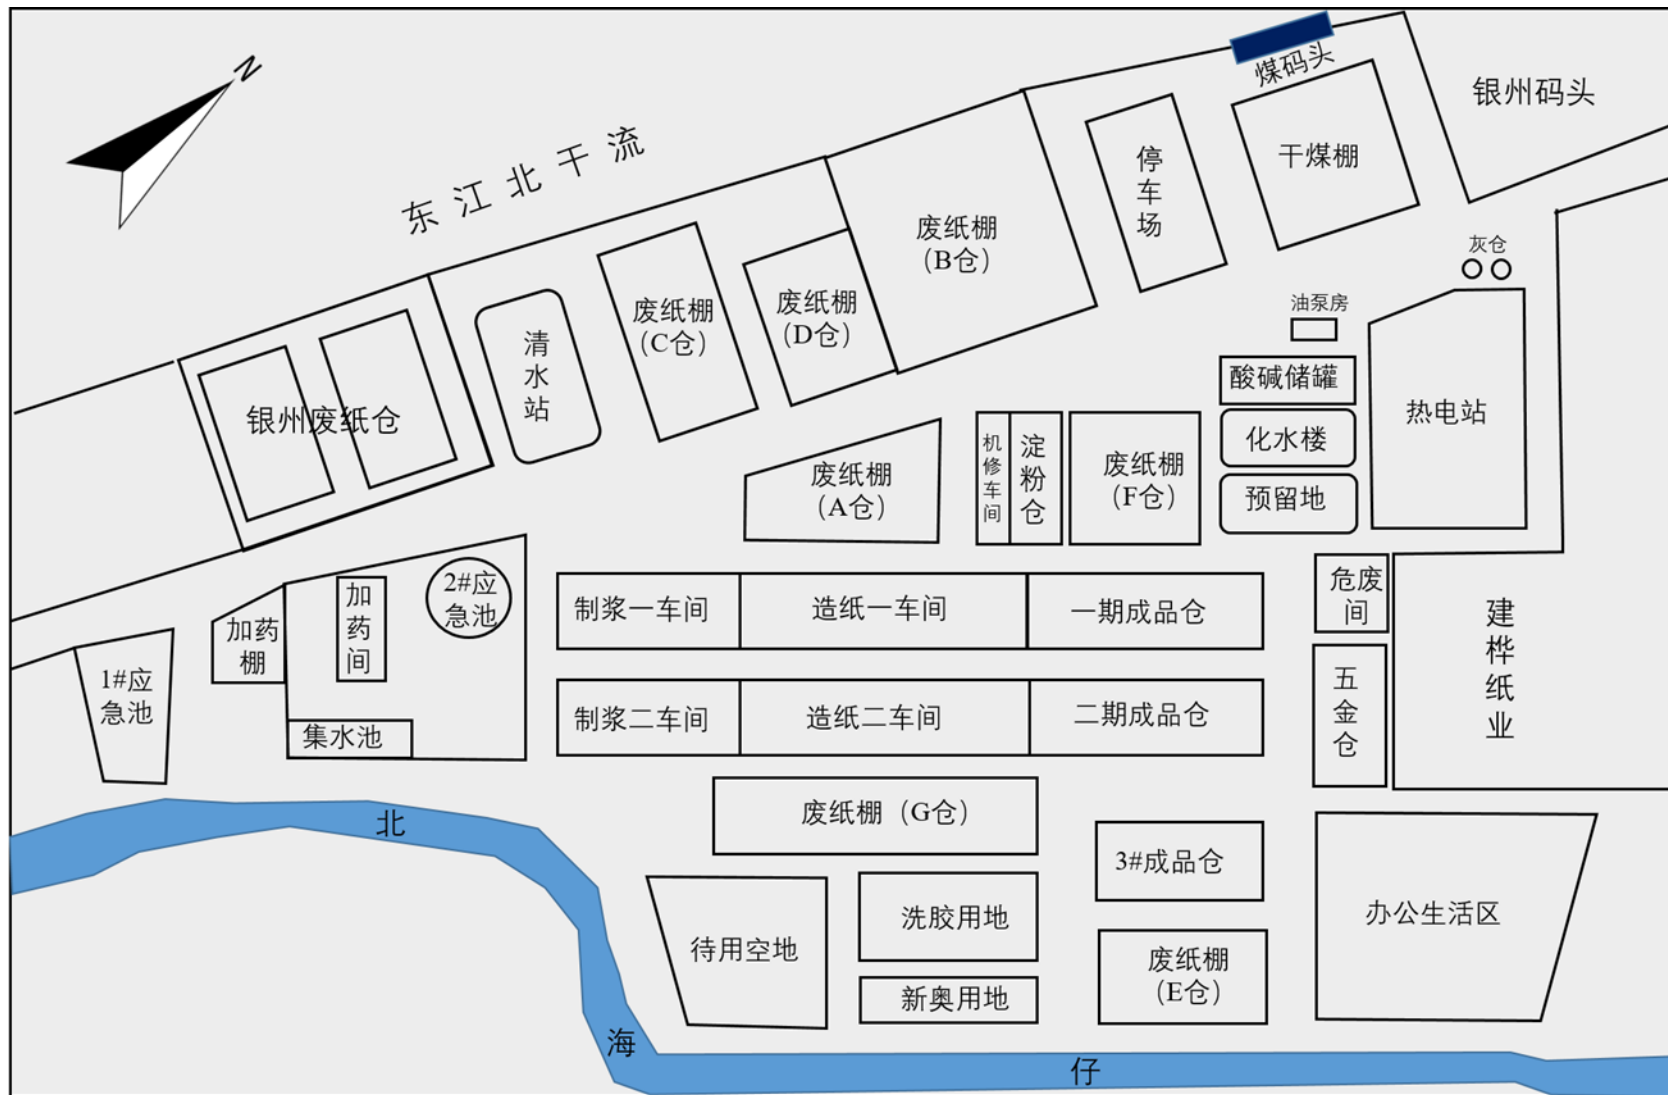 N
煤码头
银州码头
东江北干流
停车场
干煤棚
废纸棚
（B仓）
灰仓
油泵房
废纸棚
（C仓）
废纸棚
（D仓）
清水站
酸碱储罐
热电站
银州废纸仓
化水楼
机修车间
淀粉仓
废纸棚
（F仓）
废纸棚
（A仓）
预留地
2#应
急池
加药间
危废
间
制浆一车间
造纸一车间
一期成品仓
加药
棚
建桦纸业
1#应
急池
五金仓
制浆二车间
造纸二车间
二期成品仓
集水池
废纸棚（G仓）
北
3#成品仓
洗胶用地
办公生活区
待用空地
废纸棚
（E仓）
新奥用地
海
仔